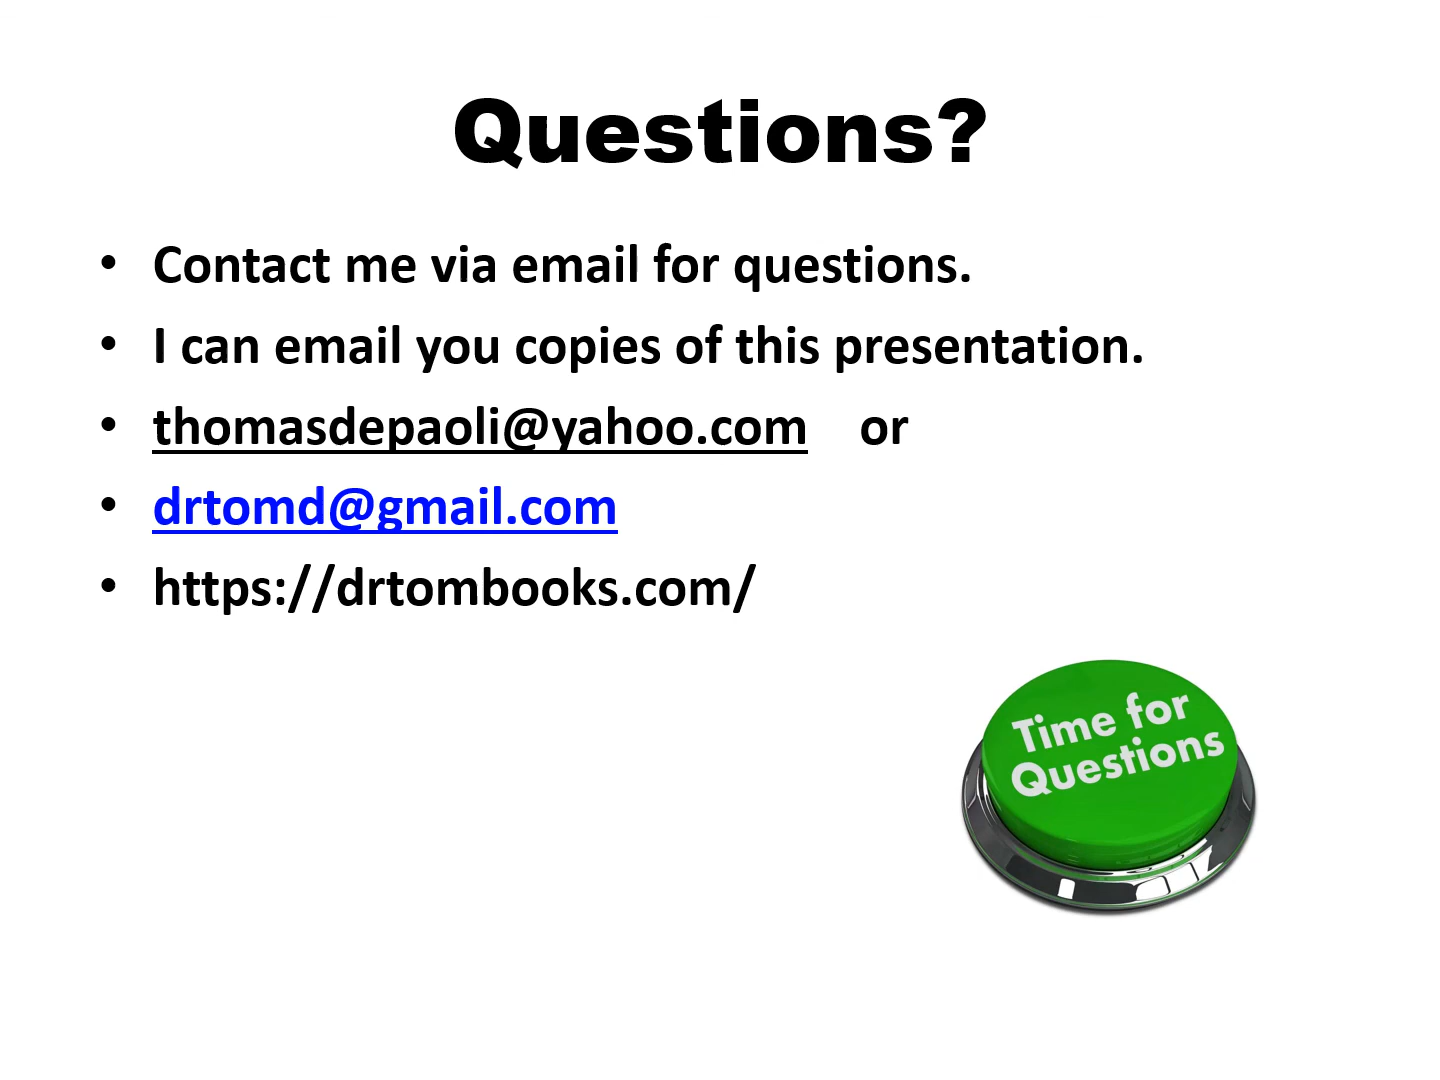 Questions?
• Contact me via email for questions.
• I can email you copies of this presentation.
• thomasdepaoli@yahoo.com or
• drtomd@gmail.com
• https://drtombooks.com/
Time for
Questions